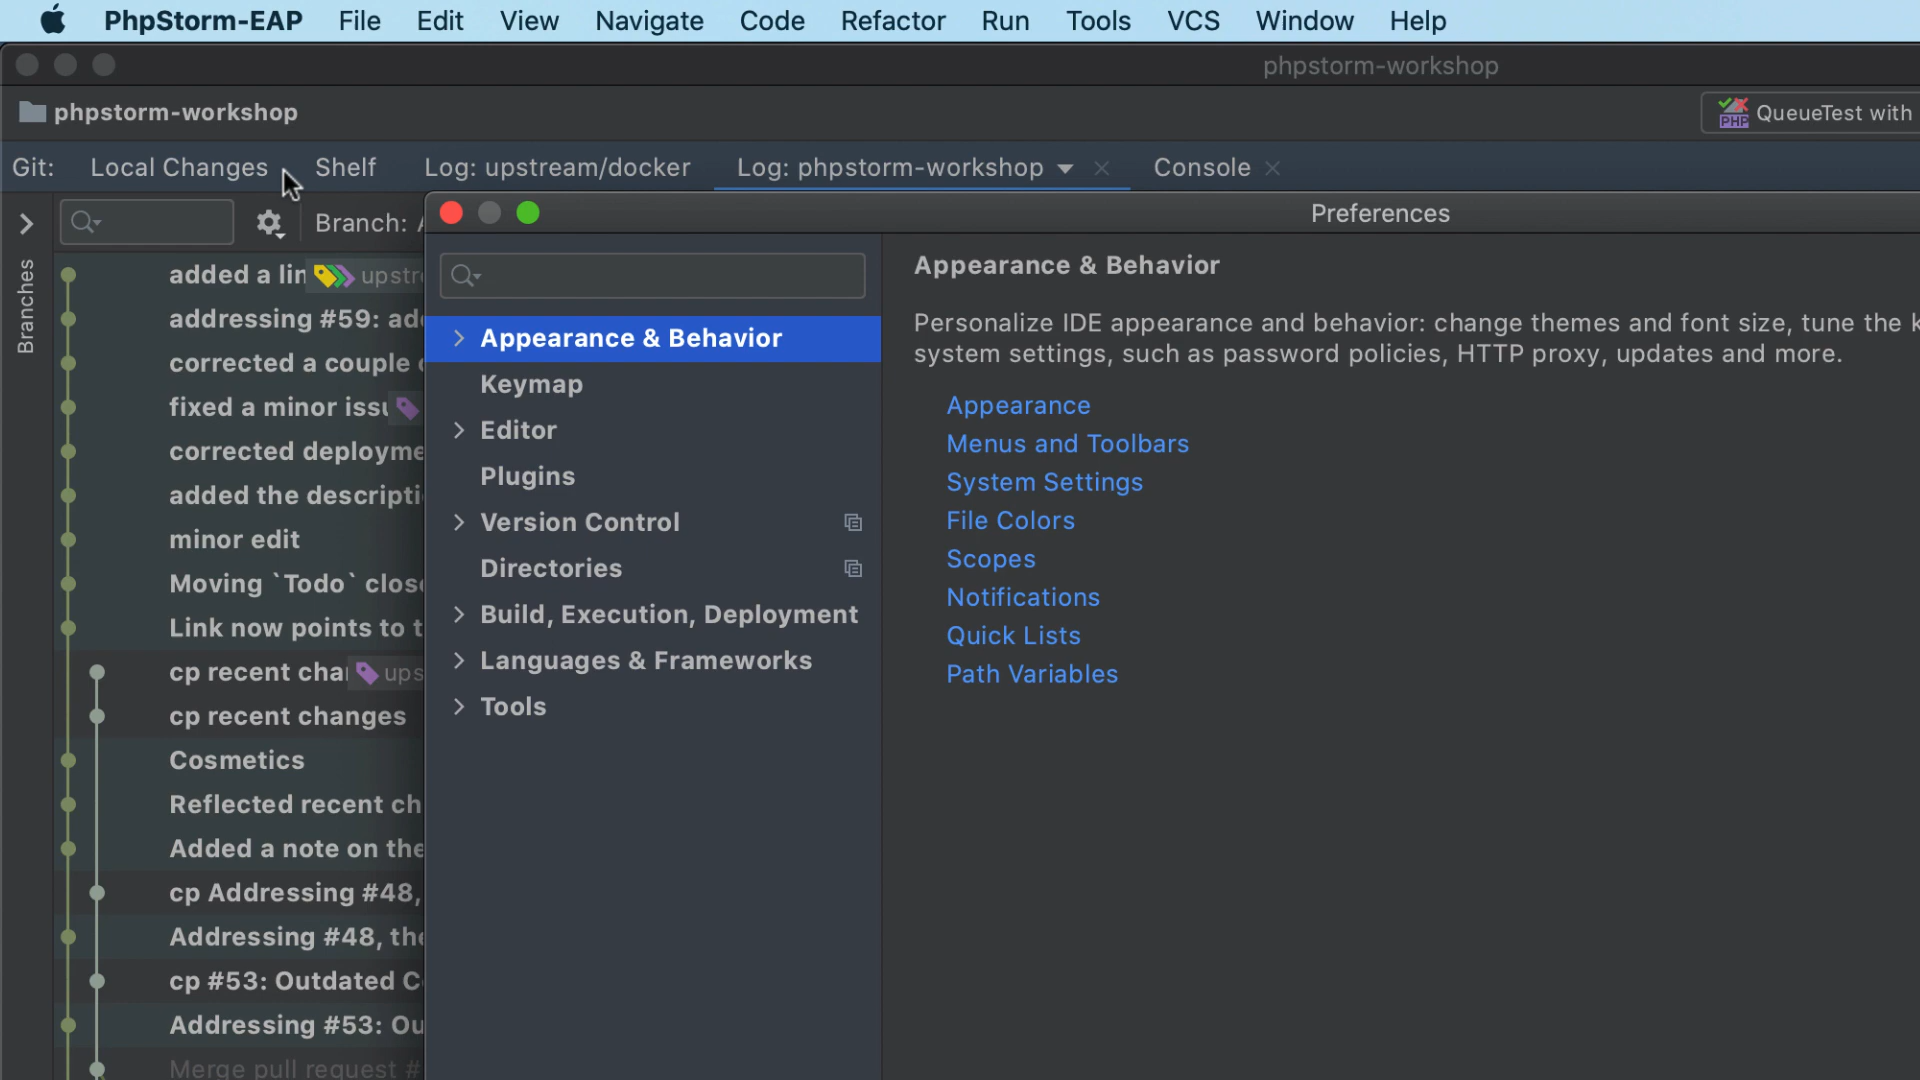 PhpStorm-EAP File Edit View Navigate Code Refactor Run Tools VCS Window Help
phpstorm-workshop
phpstorm-workshop
PHP QueueTest with
Git: Local Changes Shelf Log: upstream/docker Log: phpstorm-workshop Console
Branch:
Branches
added a lin upstr
addressing #59: ad
corrected a couple
fixed a minor issu
corrected deployme
added the descripti
minor edit
Moving `Todo` clos
Link now points to t
cp recent cha ups
cp recent changes
Cosmetics
Reflected recent ch
Added a note on the
cp Addressing #48,
Addressing #48, the
cp #53: Outdated C
Addressing #53: Ou
Merge pull request #
Preferences
Appearance & Behavior
Keymap
Editor
Plugins
Version Control
Directories
Build, Execution, Deployment
Languages & Frameworks
Tools
Appearance & Behavior
Personalize IDE appearance and behavior: change themes and font size, tune the k
system settings, such as password policies, HTTP proxy, updates and more.
Appearance
Menus and Toolbars
System Settings
File Colors
Scopes
Notifications
Quick Lists
Path Variables